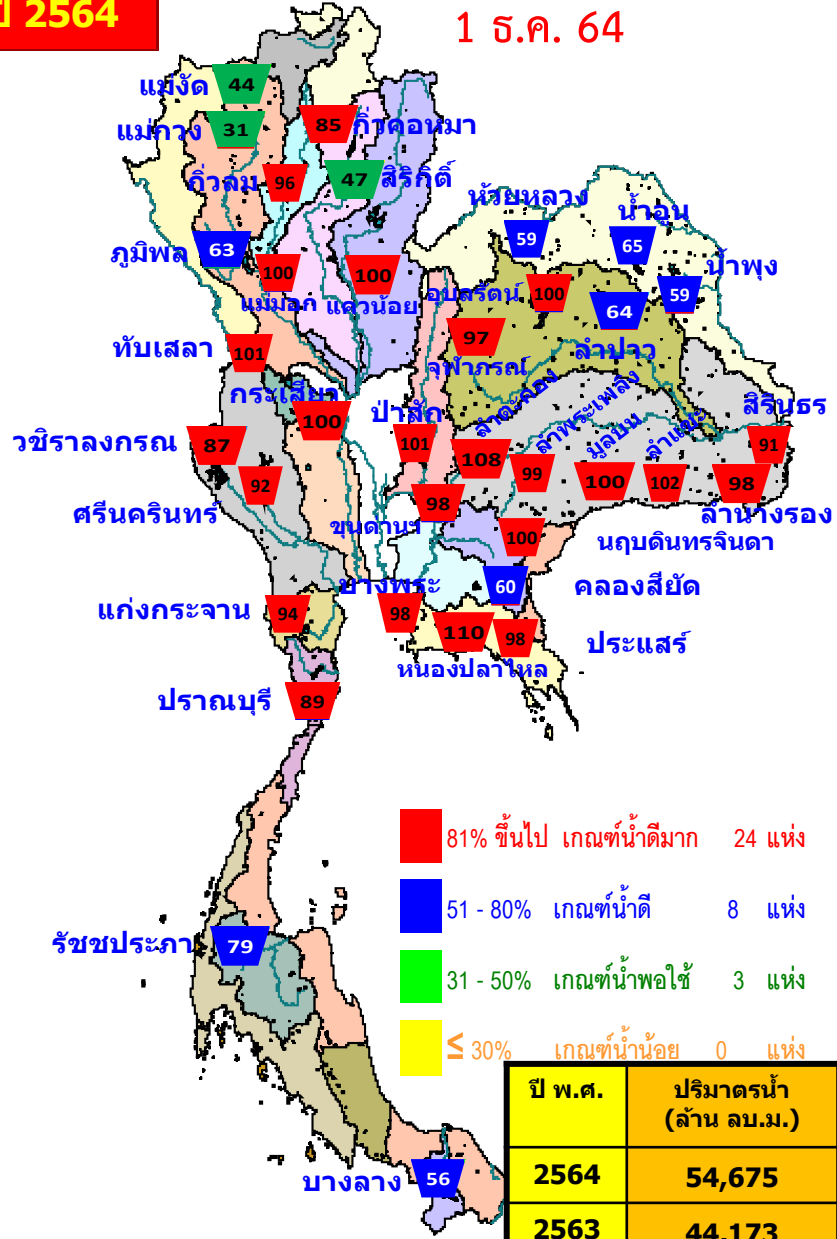 ปี 2564
1 ธ.ค. 64
แม่งัด 44
แม่กวง 31
85 กิ่วคอหมา
กิ่วลม 96
47 สิริกิติ์
ห้วยหลวง
59
น้ำอูน
65
ภูมิพล 63
น้ำพุง
59
100
แม่มอก
100
แควน้อย
อุบลรัตน์ 100
64
ลำปาว
97
จุฬาภรณ์
ทับเสลา
101
กระเสียว
100
ป่าสัก
101
ลำตะคอง
108
ลำพระเพลิง
99
มูลบน
100
ลำแชะ
102
สิรินธร
91
วชิราลงกรณ 87
92
ศรีนครินทร์
98
ลำนางรอง
98
ขุนด่านฯ
100
นฤบดินทรจินดา
60 คลองสียัด
บางพระ
98
แก่งกระจาน 94
110
หนองปลาไหล
98 ประแสร์
ปราณบุรี 89
81% ขึ้นไป เกณฑ์น้ำดีมาก 24 แห่ง
51 - 80% เกณฑ์น้ำดี 8 แห่ง
รัชชประภา 79
31 - 50% เกณฑ์น้ำพอใช้ 3 แห่ง
≤ 30% เกณฑ์น้ำน้อย 0 แห่ง
ปี พ.ศ. ปริมาตรน้ำ
(ล้าน ลบ.ม.)
บางลาง 56
2564 54,675
2563 44,173